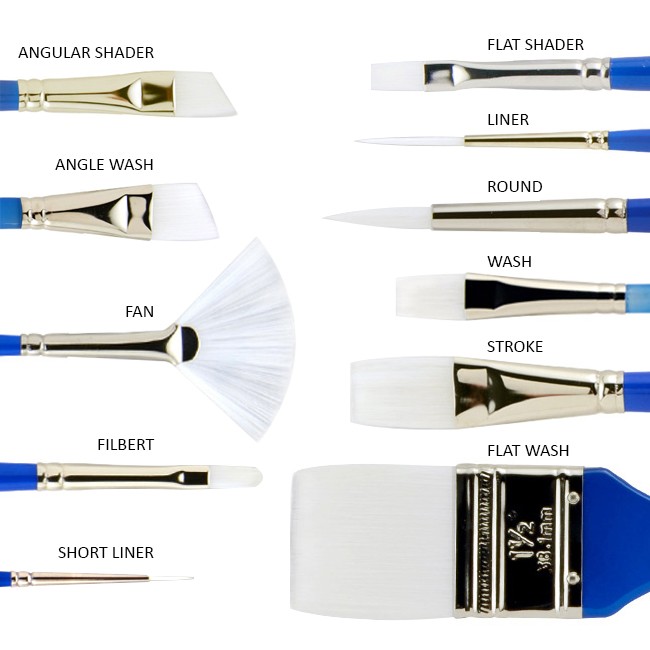 ANGULAR SHADER
ANGLE WASH
FAN
FILBERT
SHORT LINER
FLAT SHADER
LINER
ROUND
WASH
STROKE
FLAT WASH
1½
38.1mm